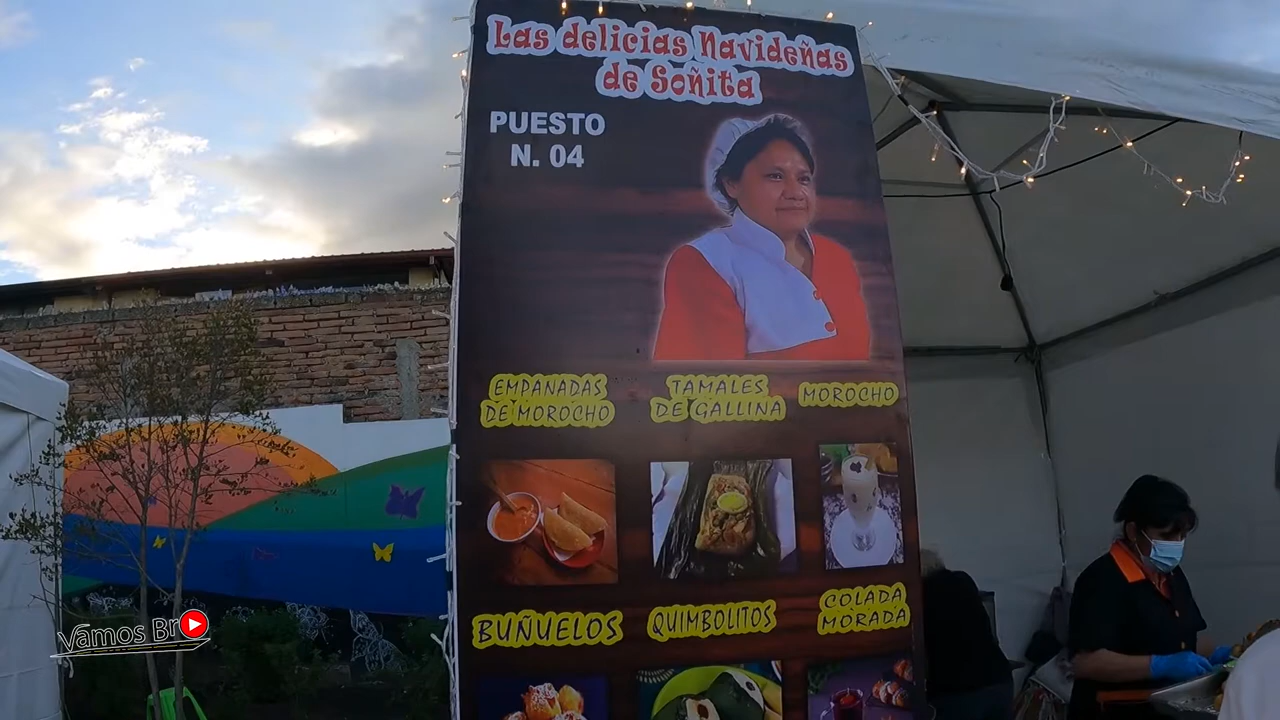 Las delicias Navideñas
de Soñita
PUESTO
N. 04
EMPANADAS
DE MOROCHO
TAMALES
DE GALLINA
MOROCHO
BUÑUELOS
QUIMBOLITOS
COLADA
MORADA
Vamos Bro